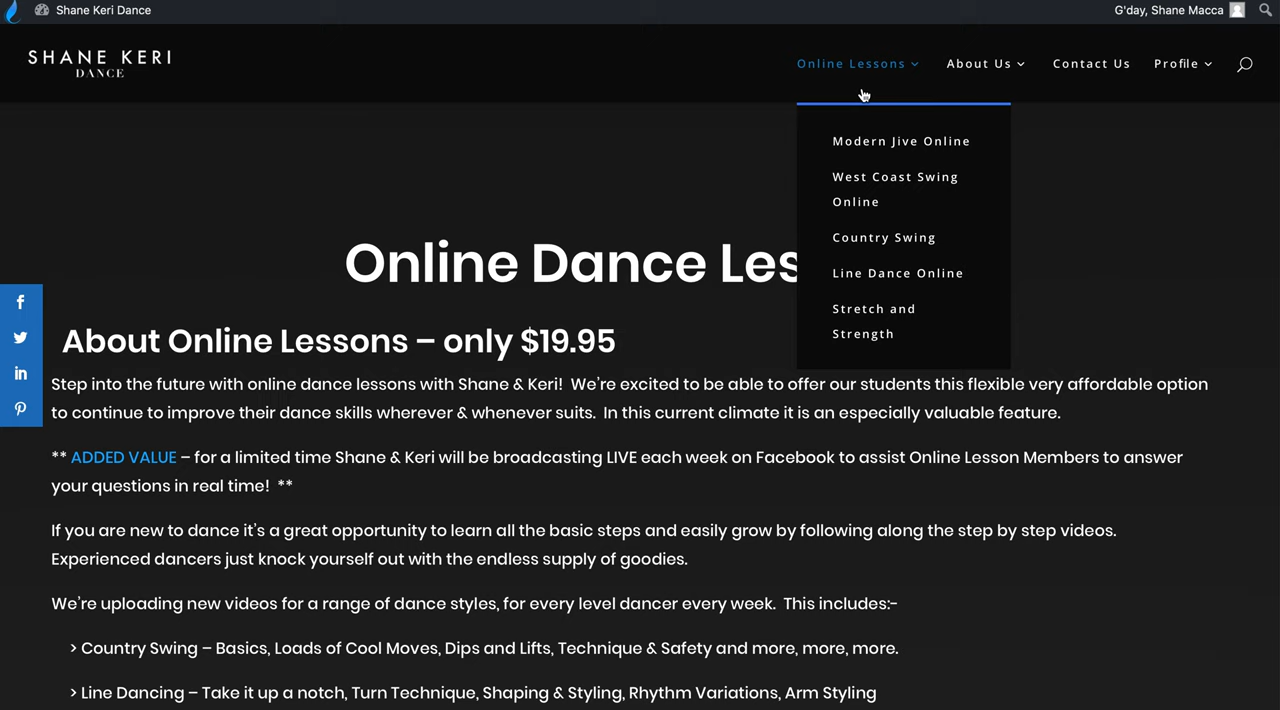 Shane Keri Dance
G'day, Shane Macca
SHANE KERI
DANCE
Online Lessons
About Us
Contact Us
Profile
Modern Jive Online
West Coast Swing
Online
Country Swing
Line Dance Online
Stretch and
Strength
Online Dance Les
About Online Lessons – only $19.95
Step into the future with online dance lessons with Shane & Keri!  We're excited to be able to offer our students this flexible very affordable option
to continue to improve their dance skills wherever & whenever suits.  In this current climate it is an especially valuable feature.
** ADDED VALUE – for a limited time Shane & Keri will be broadcasting LIVE each week on Facebook to assist Online Lesson Members to answer
your questions in real time!  **
If you are new to dance it's a great opportunity to learn all the basic steps and easily grow by following along the step by step videos.
Experienced dancers just knock yourself out with the endless supply of goodies.
We're uploading new videos for a range of dance styles, for every level dancer every week.  This includes:-
> Country Swing – Basics, Loads of Cool Moves, Dips and Lifts, Technique & Safety and more, more, more.
> Line Dancing – Take it up a notch, Turn Technique, Shaping & Styling, Rhythm Variations, Arm Styling